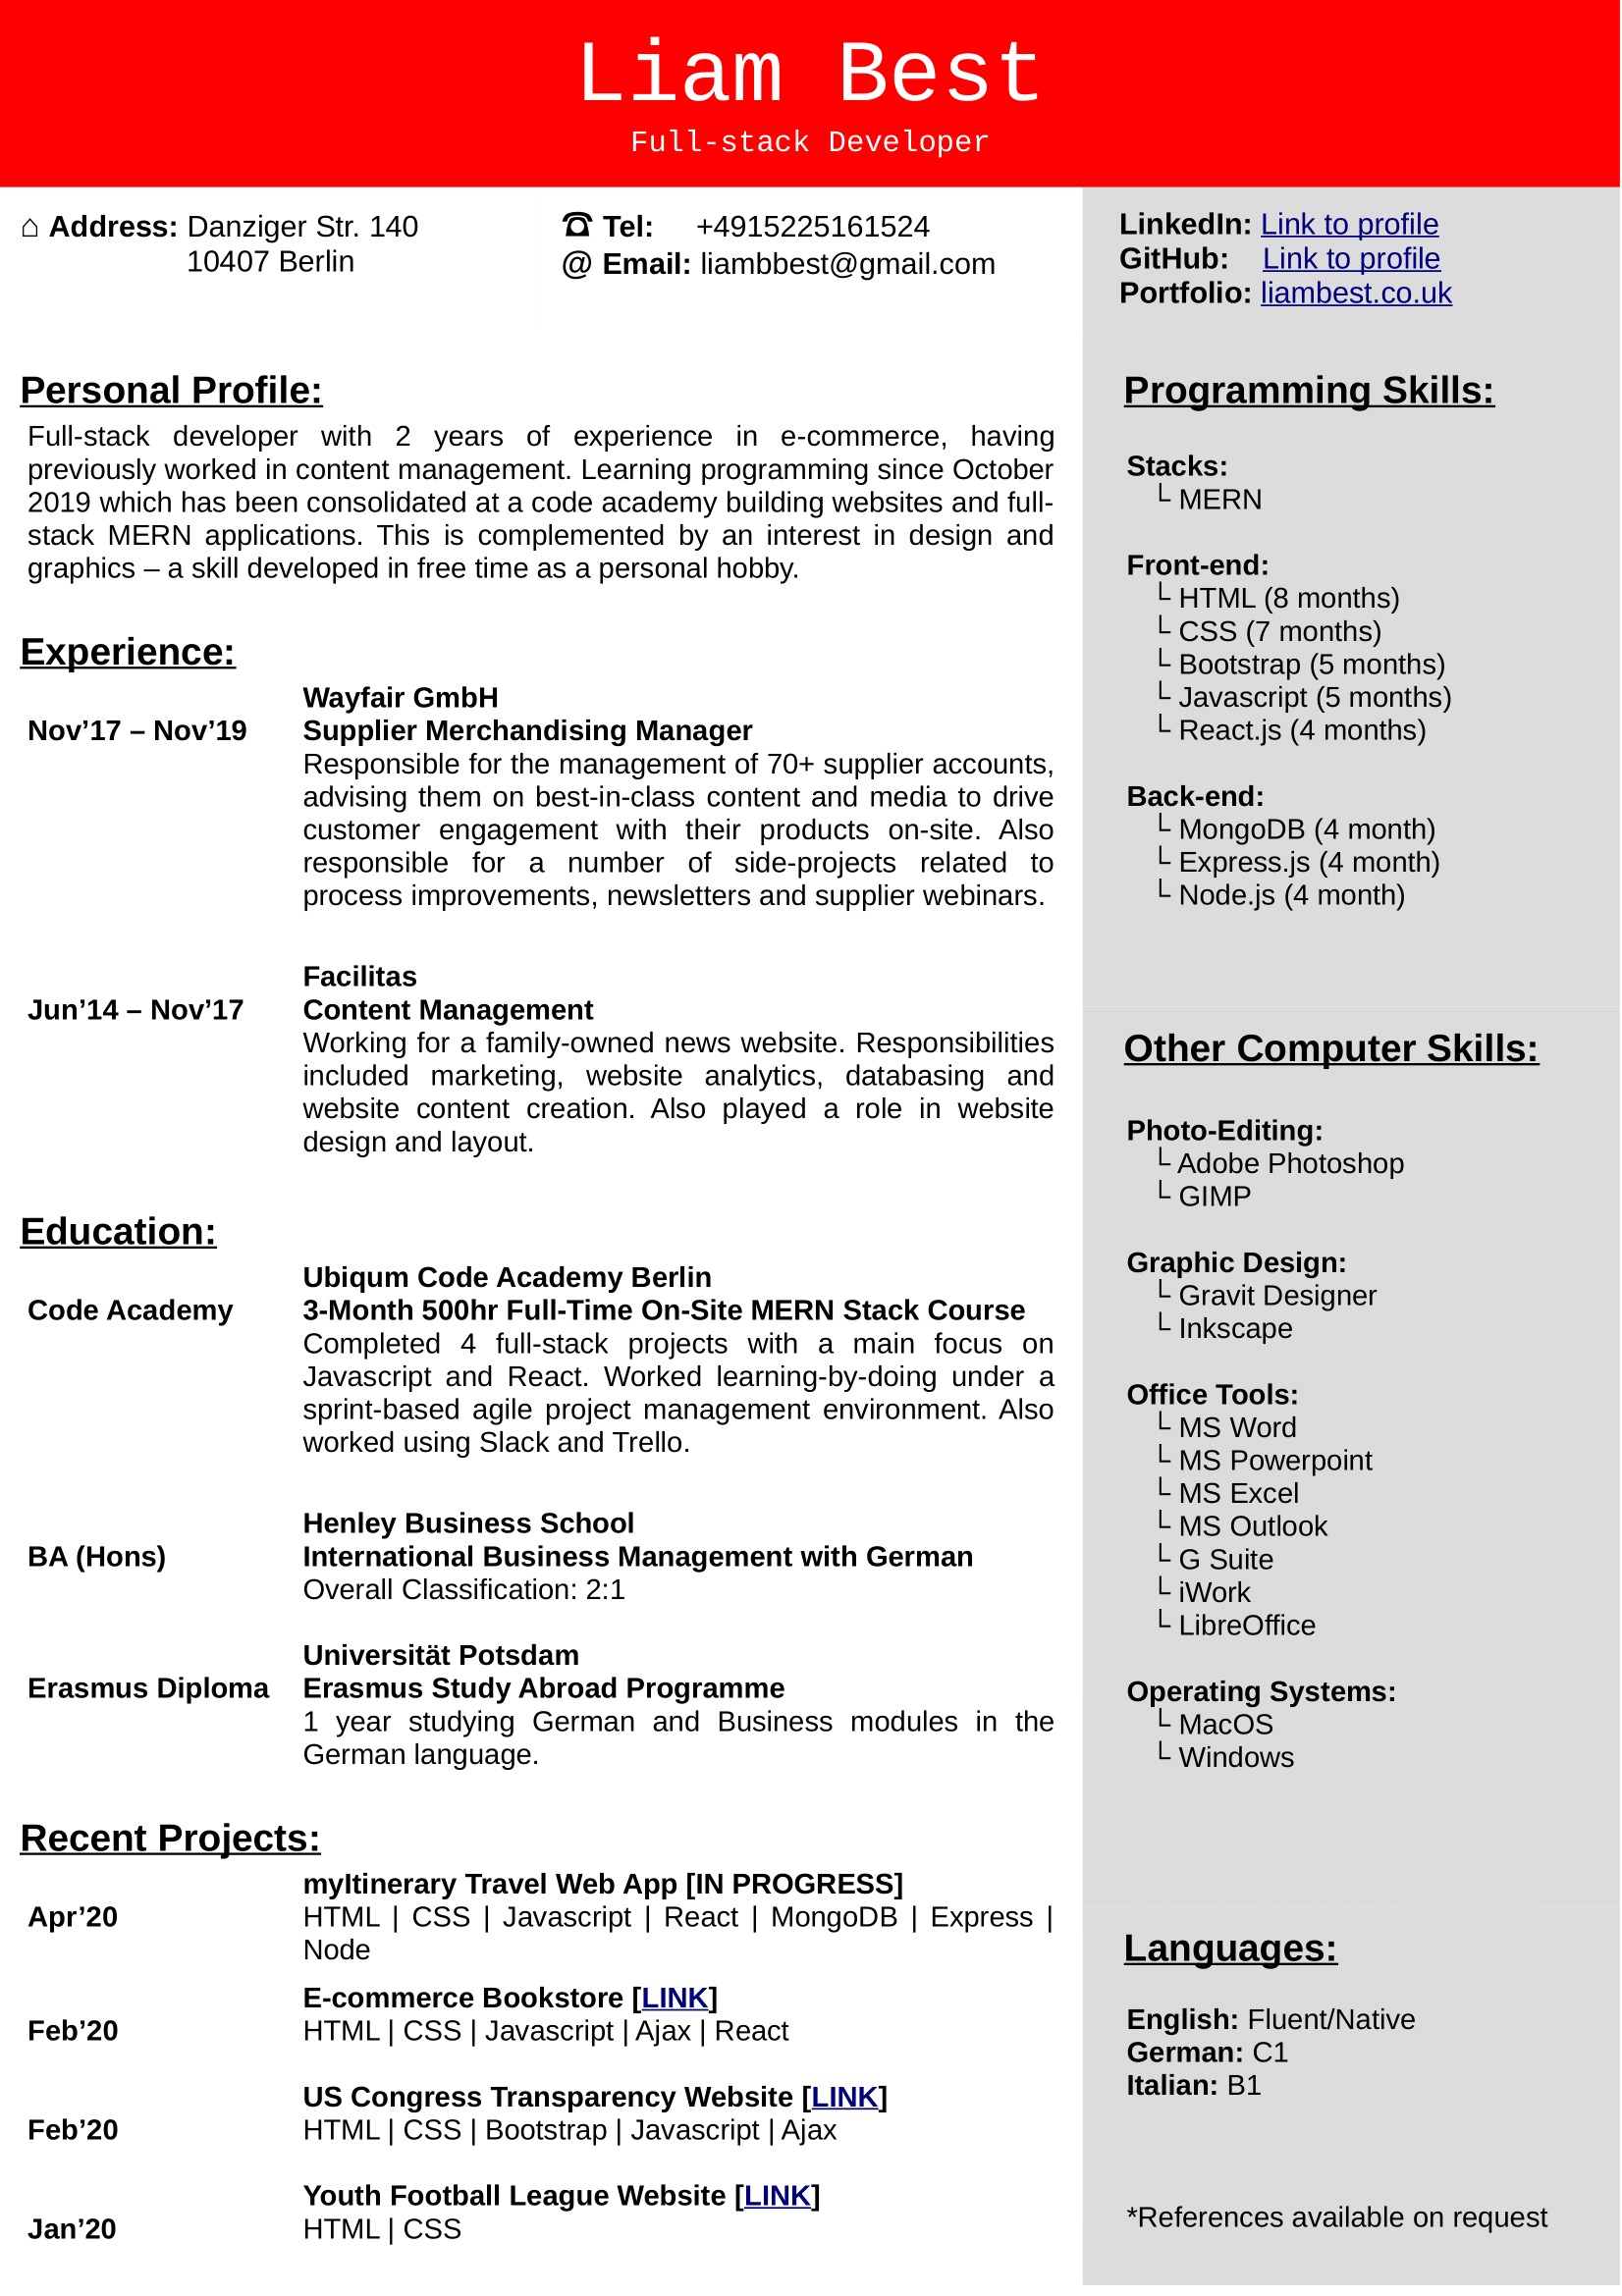 Liam Best
Full-stack Developer
⌂ Address: Danziger Str. 140
10407 Berlin
☎ Tel: +4915225161524
@ Email: liambbest@gmail.com
LinkedIn: Link to profile
GitHub: Link to profile
Portfolio: liambest.co.uk
Personal Profile:
Full-stack developer with 2 years of experience in e-commerce, having
previously worked in content management. Learning programming since October
2019 which has been consolidated at a code academy building websites and full-
stack MERN applications. This is complemented by an interest in design and
graphics – a skill developed in free time as a personal hobby.
Experience:
Wayfair GmbH
Nov’17 – Nov’19 Supplier Merchandising Manager
Responsible for the management of 70+ supplier accounts,
advising them on best-in-class content and media to drive
customer engagement with their products on-site. Also
responsible for a number of side-projects related to
process improvements, newsletters and supplier webinars.
Facilitas
Jun’14 – Nov’17 Content Management
Working for a family-owned news website. Responsibilities
included marketing, website analytics, databasing and
website content creation. Also played a role in website
design and layout.
Education:
Ubiqum Code Academy Berlin
Code Academy 3-Month 500hr Full-Time On-Site MERN Stack Course
Completed 4 full-stack projects with a main focus on
Javascript and React. Worked learning-by-doing under a
sprint-based agile project management environment. Also
worked using Slack and Trello.
Henley Business School
BA (Hons) International Business Management with German
Overall Classification: 2:1
Universität Potsdam
Erasmus Diploma Erasmus Study Abroad Programme
1 year studying German and Business modules in the
German language.
Recent Projects:
myItinerary Travel Web App [IN PROGRESS]
Apr’20 HTML | CSS | Javascript | React | MongoDB | Express |
Node
E-commerce Bookstore [LINK]
Feb’20 HTML | CSS | Javascript | Ajax | React
US Congress Transparency Website [LINK]
Feb’20 HTML | CSS | Bootstrap | Javascript | Ajax
Youth Football League Website [LINK]
Jan’20 HTML | CSS
Programming Skills:
Stacks:
└ MERN
Front-end:
└ HTML (8 months)
└ CSS (7 months)
└ Bootstrap (5 months)
└ Javascript (5 months)
└ React.js (4 months)
Back-end:
└ MongoDB (4 month)
└ Express.js (4 month)
└ Node.js (4 month)
Other Computer Skills:
Photo-Editing:
└ Adobe Photoshop
└ GIMP
Graphic Design:
└ Gravit Designer
└ Inkscape
Office Tools:
└ MS Word
└ MS Powerpoint
└ MS Excel
└ MS Outlook
└ G Suite
└ iWork
└ LibreOffice
Operating Systems:
└ MacOS
└ Windows
Languages:
English: Fluent/Native
German: C1
Italian: B1
*References available on request